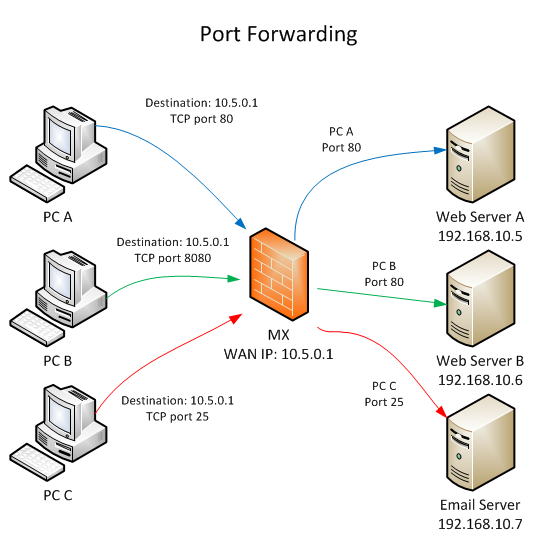 Port Forwarding
Destination: 10.5.0.1
TCP port 80
PC A
Port 80
PC A
Web Server A
192.168.10.5
Destination: 10.5.0.1
TCP port 8080
PC B
Port 80
PC B
MX
WAN IP: 10.5.0.1
Web Server B
192.168.10.6
Destination: 10.5.0.1
TCP port 25
PC C
Port 25
PC C
Email Server
192.168.10.7